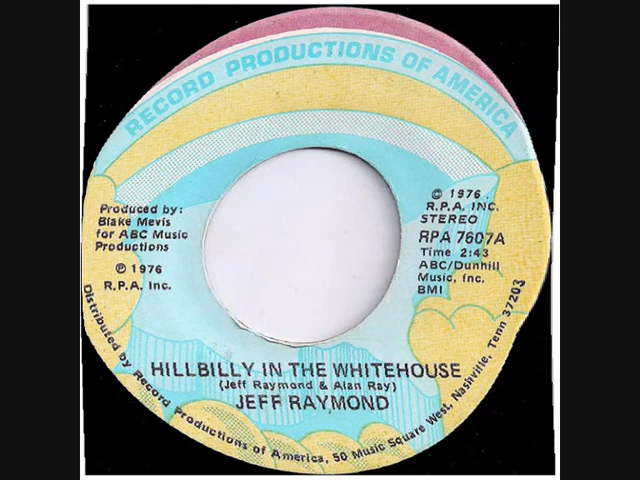 RECORD PRODUCTIONS OF AMERICA
Produced by:
Blake Mevis
for ABC Music
Productions
℗ 1976
R.P.A. Inc.
© 1976
R.P.A. INC.
STEREO
RPA 7607A
Time 2:43
ABC/Dunhill
Music, Inc.
BMI
HILLBILLY IN THE WHITEHOUSE
(Jeff Raymond & Alan Ray)
JEFF RAYMOND
Distributed by Record Productions of America, 50 Music Square West, Nashville, Tenn 37203